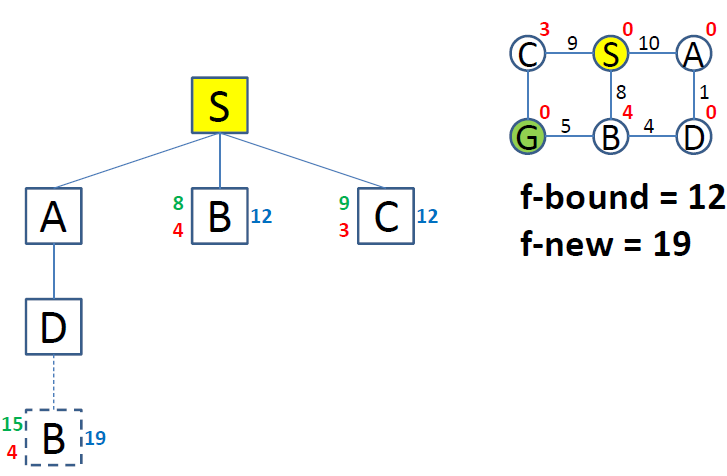 3 0 0
C 9 S 10 A
8
0 4 1 0
G 5 B 4 D
f-bound = 12
f-new = 19
S
A
8 4 B 12
9 3 C 12
D
15 4 B 19